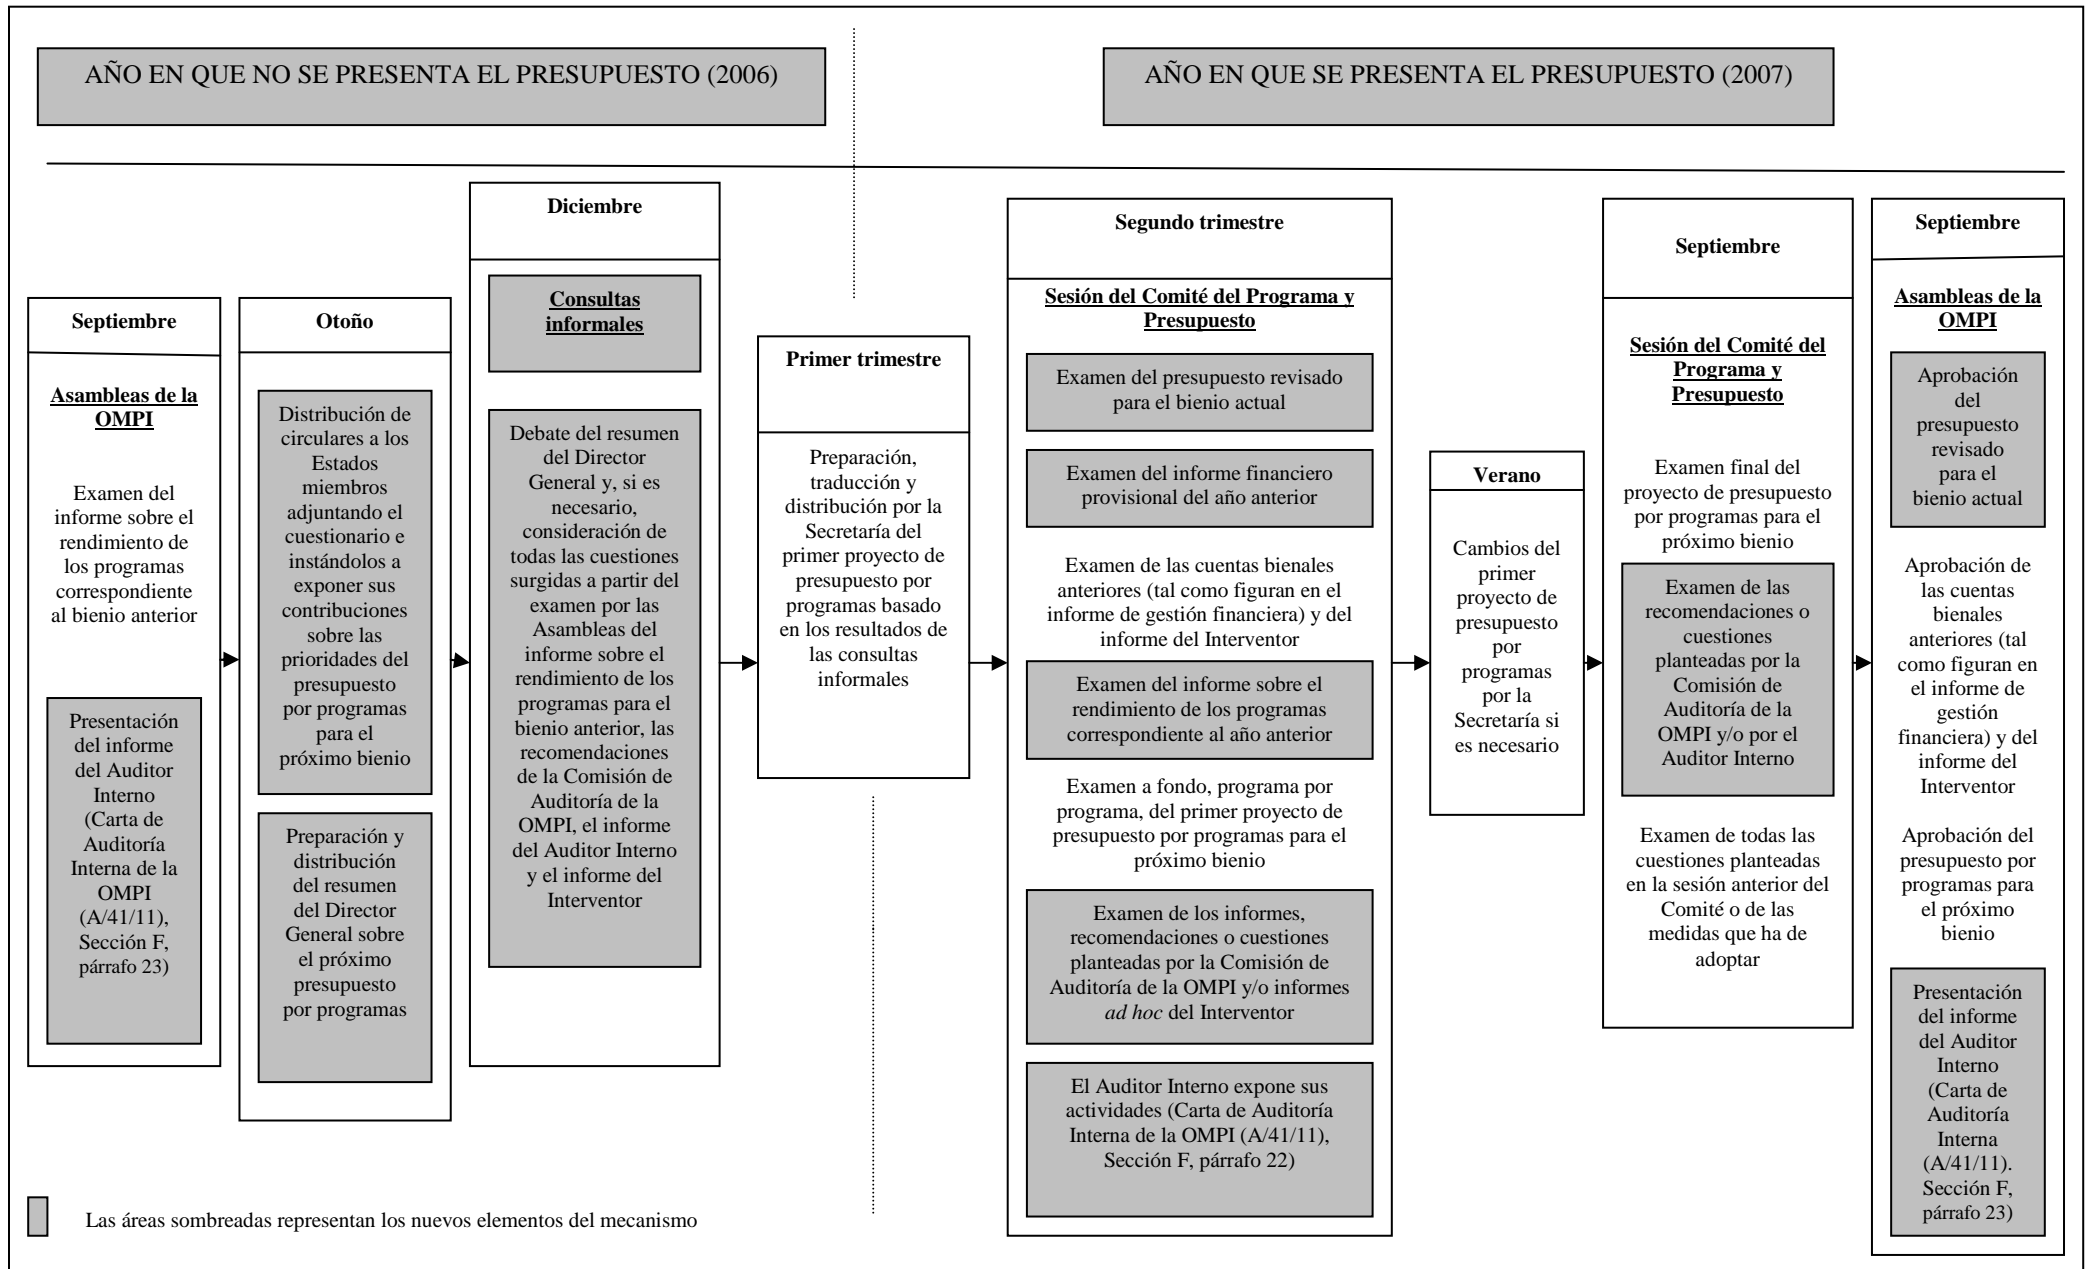 AÑO EN QUE NO SE PRESENTA EL PRESUPUESTO (2006)
AÑO EN QUE SE PRESENTA EL PRESUPUESTO (2007)
Septiembre
Asambleas de la
OMPI
Examen del
informe sobre el
rendimiento de
los programas
correspondiente
al bienio anterior
Presentación
del informe
del Auditor
Interno
(Carta de
Auditoría
Interna de la
OMPI
(A/41/11),
Sección F,
párrafo 23)
Otoño
Distribución de
circulares a los
Estados
miembros
adjuntando el
cuestionario e
instándolos a
exponer sus
contribuciones
sobre las
prioridades del
presupuesto
por programas
para el
próximo bienio
Preparación y
distribución
del resumen
del Director
General sobre
el próximo
presupuesto
por programas
Diciembre
Consultas
informales
Debate del resumen
del Director
General y, si es
necesario,
consideración de
todas las cuestiones
surgidas a partir del
examen por las
Asambleas del
informe sobre el
rendimiento de los
programas para el
bienio anterior, las
recomendaciones
de la Comisión de
Auditoría de la
OMPI, el informe
del Auditor Interno
y el informe del
Interventor
Primer trimestre
Preparación,
traducción y
distribución por la
Secretaría del
primer proyecto de
presupuesto por
programas basado
en los resultados de
las consultas
informales
Segundo trimestre
Sesión del Comité del Programa y
Presupuesto
Examen del presupuesto revisado
para el bienio actual
Examen del informe financiero
provisional del año anterior
Examen de las cuentas bienales
anteriores (tal como figuran en el
informe de gestión financiera) y del
informe del Interventor
Examen del informe sobre el
rendimiento de los programas
correspondiente al año anterior
Examen a fondo, programa por
programa, del primer proyecto de
presupuesto por programas para el
próximo bienio
Examen de los informes,
recomendaciones o cuestiones
planteadas por la Comisión de
Auditoría de la OMPI y/o informes
ad hoc del Interventor
El Auditor Interno expone sus
actividades (Carta de Auditoría
Interna de la OMPI (A/41/11),
Sección F, párrafo 22)
Verano
Cambios del
primer
proyecto de
presupuesto
por
programas
por la
Secretaría si
es necesario
Septiembre
Sesión del Comité del
Programa y
Presupuesto
Examen final del
proyecto de presupuesto
por programas para el
próximo bienio
Examen de las
recomendaciones o
cuestiones
planteadas por la
Comisión de
Auditoría de la
OMPI y/o por el
Auditor Interno
Examen de todas las
cuestiones planteadas
en la sesión anterior del
Comité o de las
medidas que ha de
adoptar
Septiembre
Asambleas de la
OMPI
Aprobación
del
presupuesto
revisado
para el
bienio actual
Aprobación de
las cuentas
bienales
anteriores (tal
como figuran en
el informe de
gestión
financiera) y del
informe del
Interventor
Aprobación del
presupuesto por
programas para
el próximo
bienio
Presentación
del informe
del Auditor
Interno
(Carta de
Auditoría
Interna
(A/41/11).
Sección F,
párrafo 23)
Las áreas sombreadas representan los nuevos elementos del mecanismo